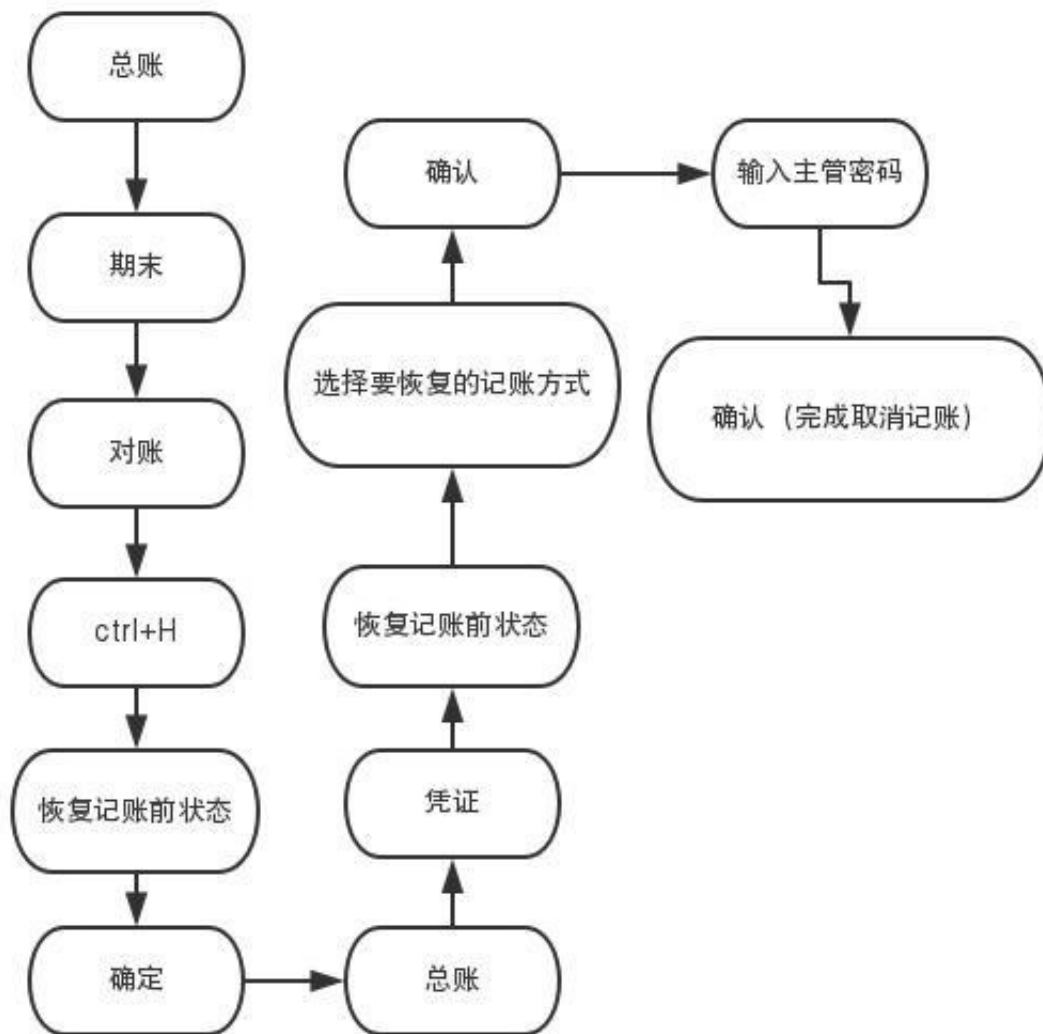 总账
期末
对账
ctrl+H
恢复记账前状态
确定
总账
凭证
恢复记账前状态
选择要恢复的记账方式
确认
输入主管密码
确认（完成取消记账）